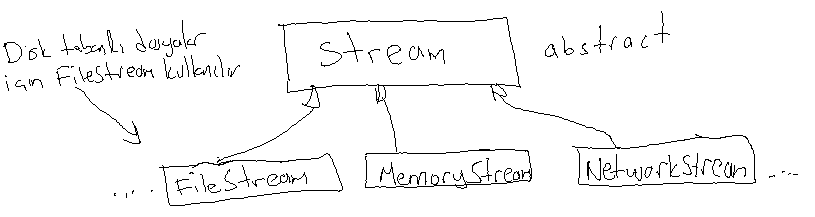 Stream
abstract
Disk tabanlı dosyalar
için FileStream kullanılır
.... FileStream
MemoryStream
NetworkStream ....